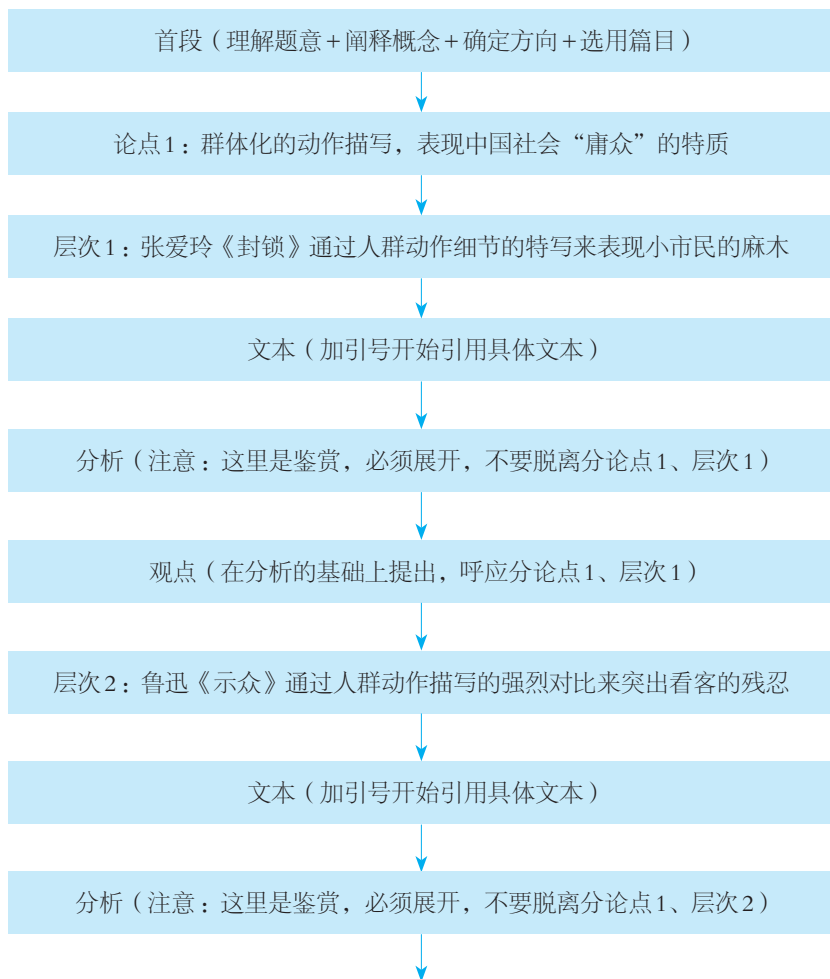 首段（理解题意+阐释概念+确定方向+选用篇目）
论点1：群体化的动作描写，表现中国社会“庸众”的特质
层次1：张爱玲《封锁》通过人群动作细节的特写来表现小市民的麻木
文本（加引号开始引用具体文本）
分析（注意：这里是鉴赏，必须展开，不要脱离分论点1、层次1）
观点（在分析的基础上提出，呼应分论点1、层次1）
层次2：鲁迅《示众》通过人群动作描写的强烈对比来突出看客的残忍
文本（加引号开始引用具体文本）
分析（注意：这里是鉴赏，必须展开，不要脱离分论点1、层次2）